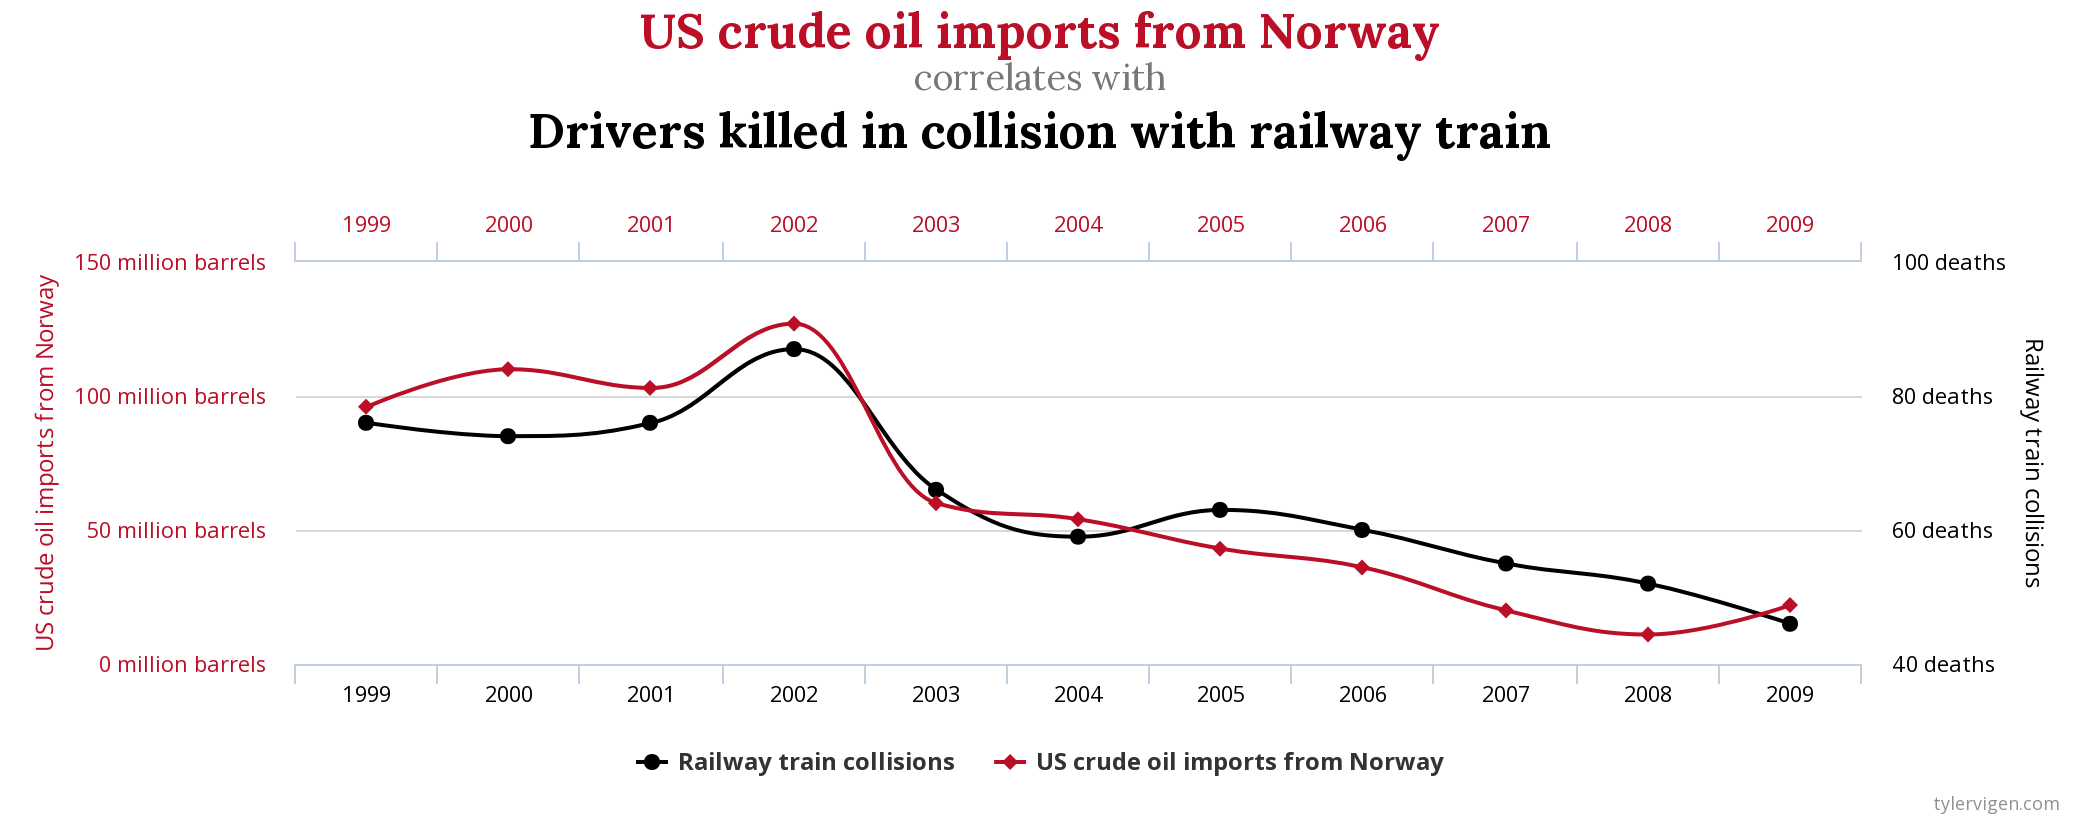 US crude oil imports from Norway
correlates with
Drivers killed in collision with railway train
1999 2000 2001 2002 2003 2004 2005 2006 2007 2008 2009
US crude oil imports from Norway
150 million barrels
100 million barrels
50 million barrels
0 million barrels
100 deaths
80 deaths
60 deaths
40 deaths
Railway train collisions
1999 2000 2001 2002 2003 2004 2005 2006 2007 2008 2009
Railway train collisions US crude oil imports from Norway
tylervigen.com